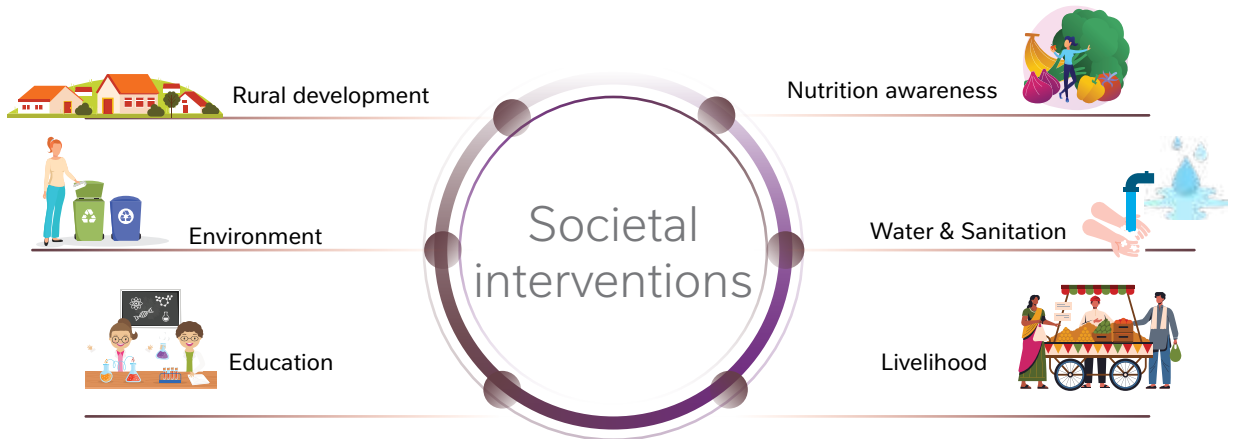 Rural development
Environment
Education
Societal
interventions
Nutrition awareness
Water & Sanitation
Livelihood